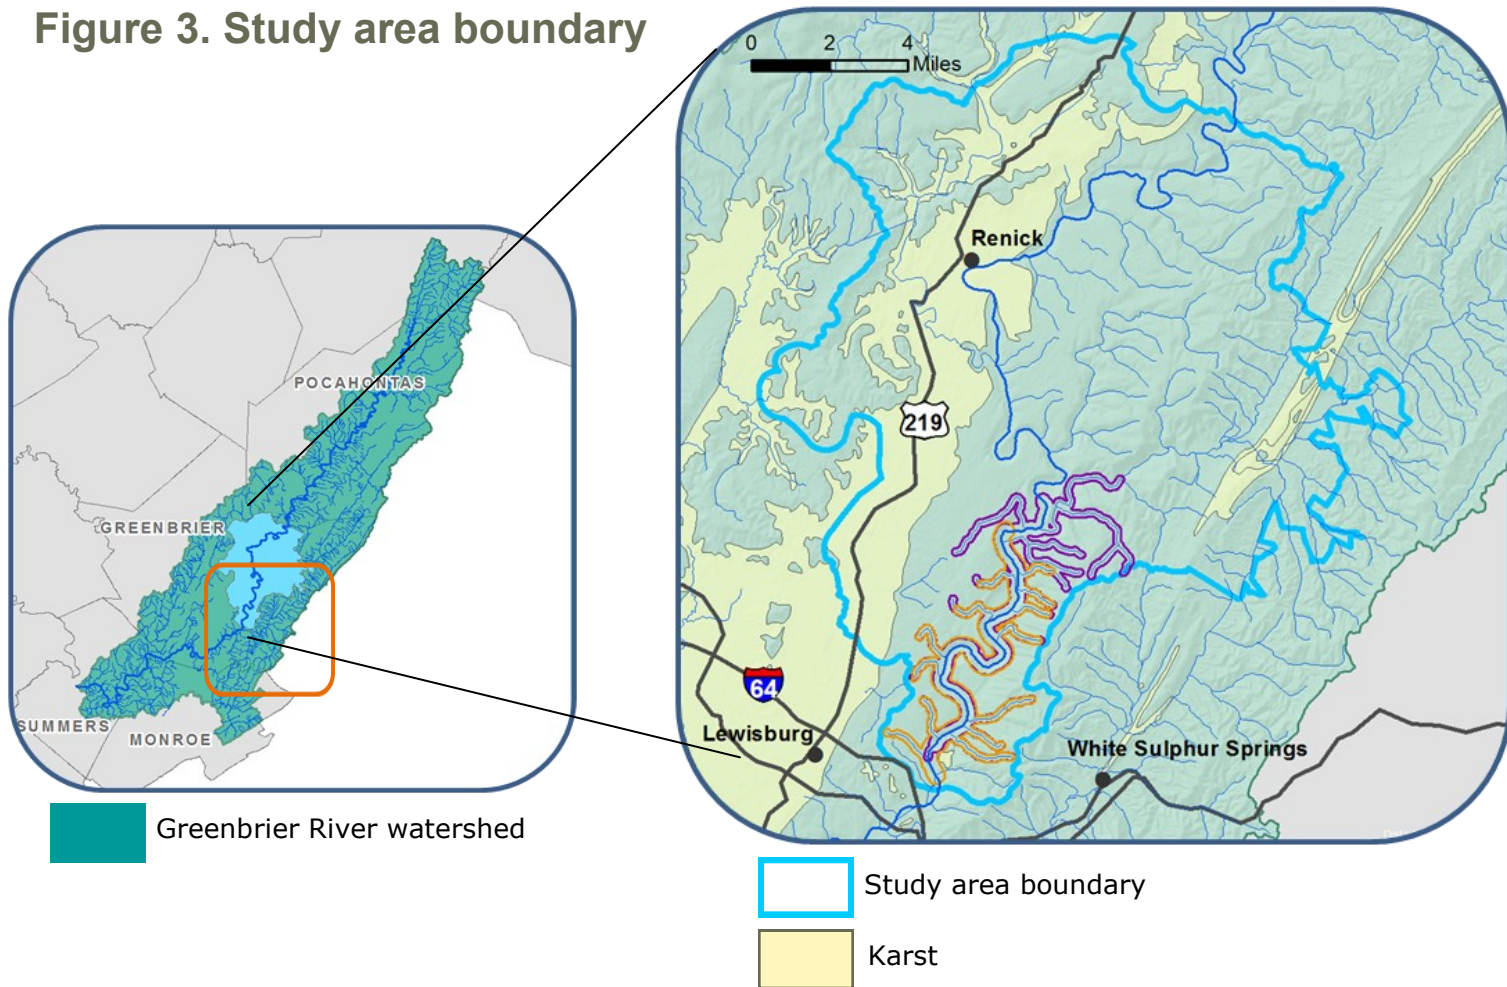 Figure 3. Study area boundary
0 2 4
Miles
Renick
219
64
Lewisburg
White Sulphur Springs
POCAHONTAS
GREENBRIER
SUMMERS
MONROE
Greenbrier River watershed
Study area boundary
Karst